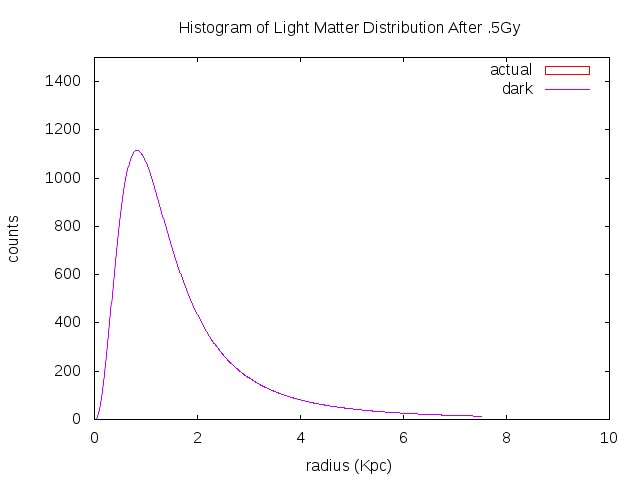 Histogram of Light Matter Distribution After .5Gy
actual
dark
1400
1200
1000
800
600
400
200
0
counts
0 2 4 6 8 10
radius (Kpc)